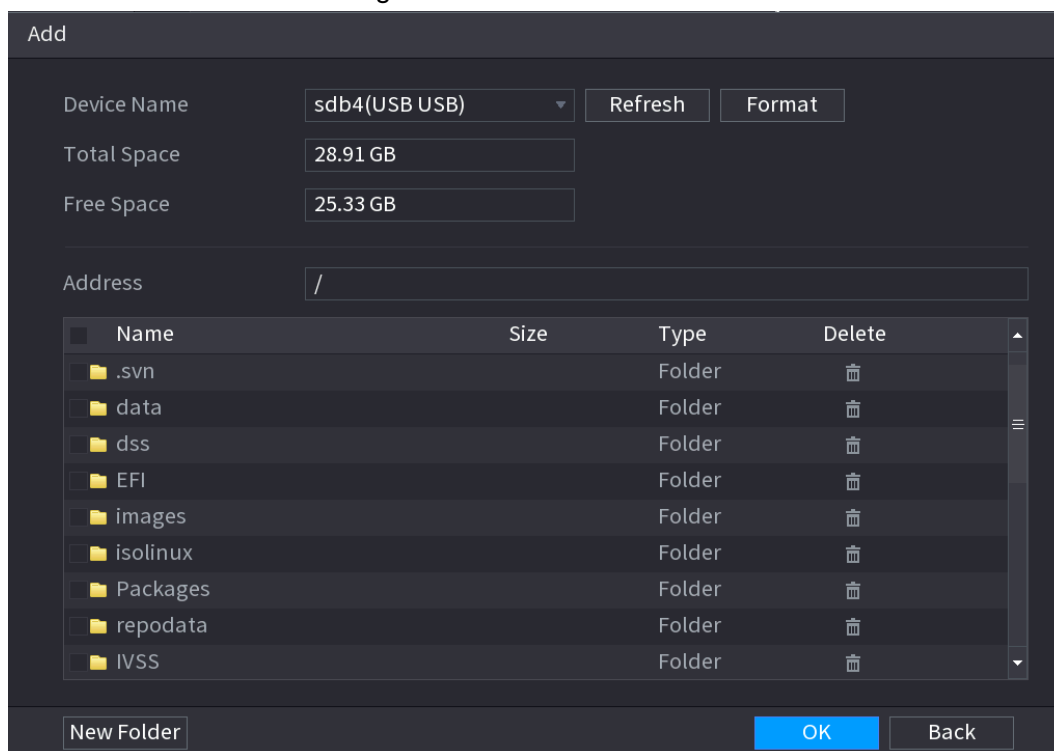 Add
Device Name sdb4(USB USB) Refresh Format
Total Space 28.91 GB
Free Space 25.33 GB
Address /
Name Size Type Delete
.svn Folder
data Folder
dss Folder
EFI Folder
images Folder
isolinux Folder
Packages Folder
repodata Folder
IVSS Folder
New Folder OK Back